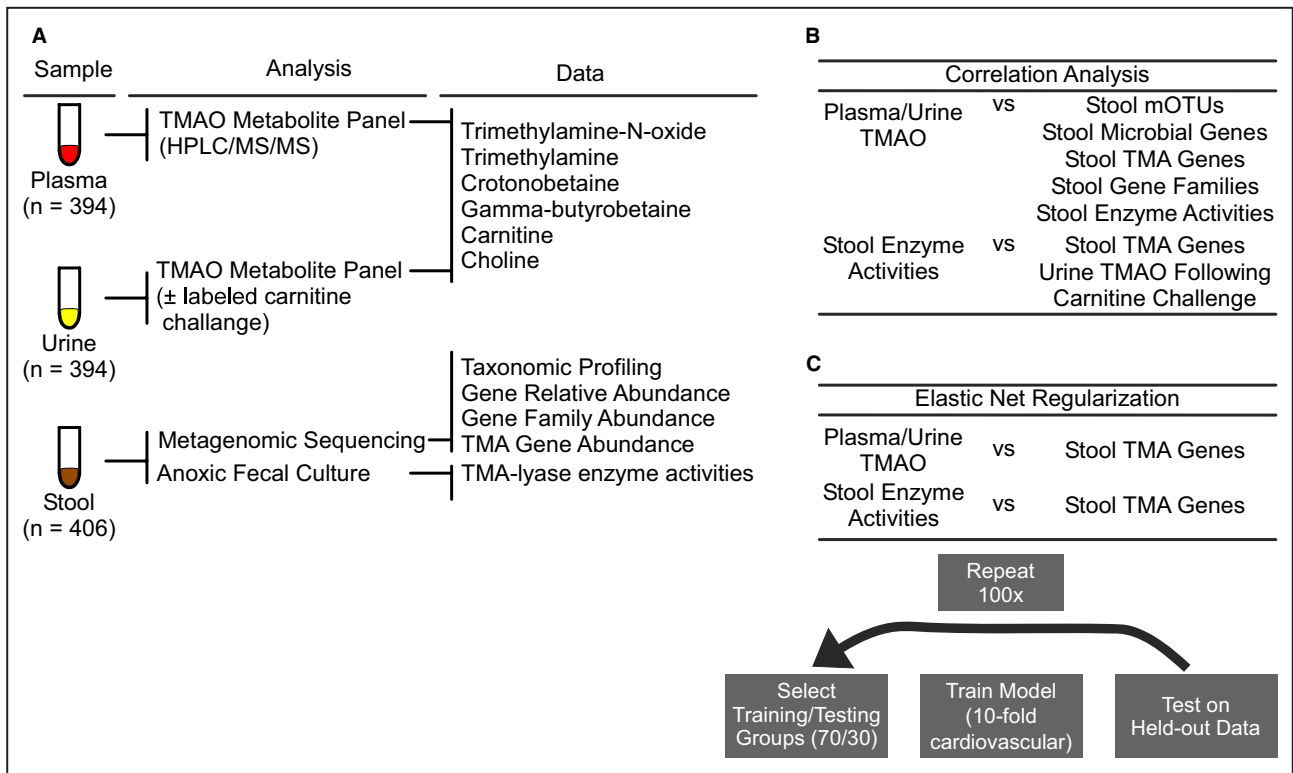 A
Sample
Analysis
Data
Plasma
(n = 394)
TMAO Metabolite Panel
(HPLC/MS/MS)
Trimethylamine-N-oxide
Trimethylamine
Crotonobetaine
Gamma-butyrobetaine
Carnitine
Choline
Urine
(n = 394)
TMAO Metabolite Panel
(± labeled carnitine
challange)
Stool
(n = 406)
Metagenomic Sequencing
Anoxic Fecal Culture
Taxonomic Profiling
Gene Relative Abundance
Gene Family Abundance
TMA Gene Abundance
TMA-lyase enzyme activities
B
Correlation Analysis
Plasma/Urine
TMAO
vs
Stool mOTUs
Stool Microbial Genes
Stool TMA Genes
Stool Gene Families
Stool Enzyme Activities
Stool Enzyme
Activities
vs
Stool TMA Genes
Urine TMAO Following
Carnitine Challenge
C
Elastic Net Regularization
Plasma/Urine
TMAO
vs
Stool TMA Genes
Stool Enzyme
Activities
vs
Stool TMA Genes
Repeat
100x
Select
Training/Testing
Groups (70/30)
Train Model
(10-fold
cardiovascular)
Test on
Held-out Data